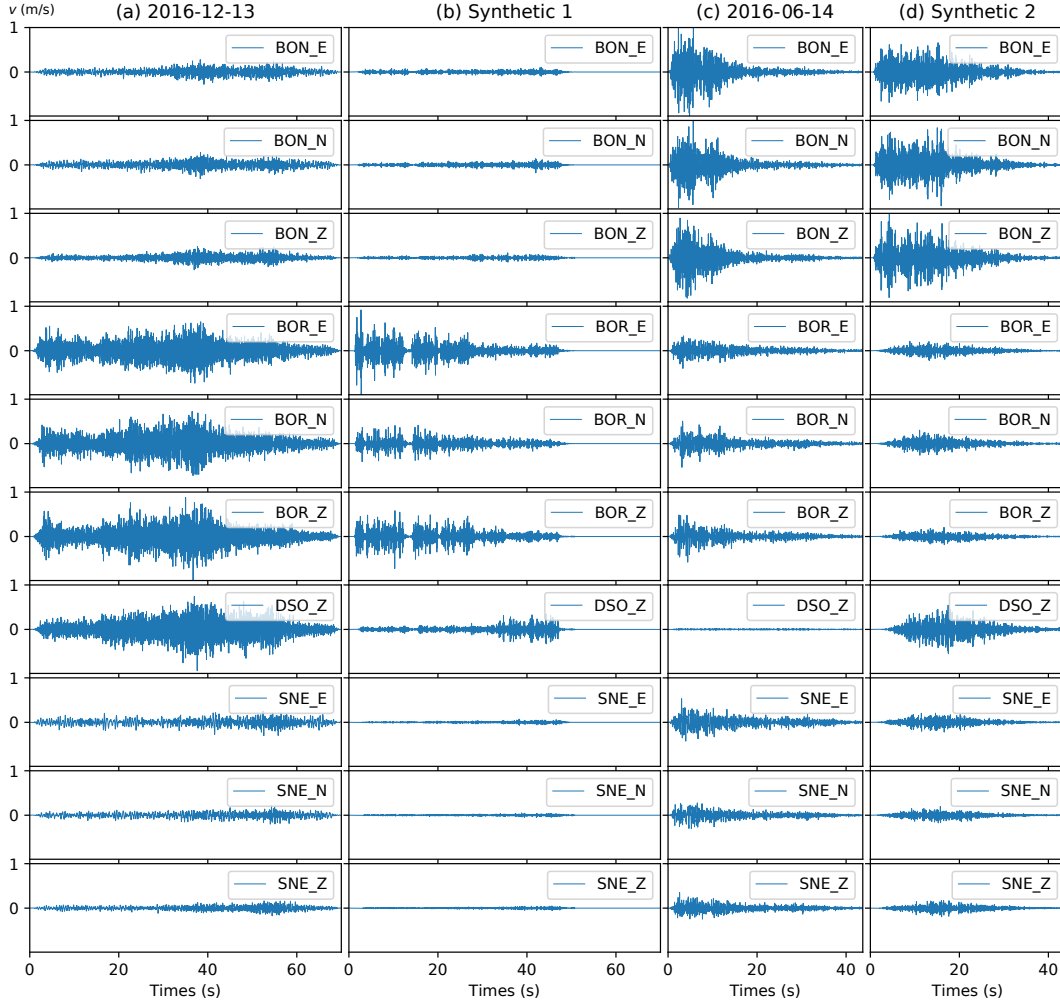 v (m/s) (a) 2016-12-13 (b) Synthetic 1 (c) 2016-06-14 (d) Synthetic 2
1 BON_E BON_E BON_E BON_E
0
1 BON_N BON_N BON_N BON_N
0
1 BON_Z BON_Z BON_Z BON_Z
0
1 BOR_E BOR_E BOR_E BOR_E
0
1 BOR_N BOR_N BOR_N BOR_N
0
1 BOR_Z BOR_Z BOR_Z BOR_Z
0
1 DSO_Z DSO_Z DSO_Z DSO_Z
0
1 SNE_E SNE_E SNE_E SNE_E
0
1 SNE_N SNE_N SNE_N SNE_N
0
1 SNE_Z SNE_Z SNE_Z SNE_Z
0
0 20 40 60 0 20 40 60 0 20 40 0 20 40
Times (s) Times (s) Times (s) Times (s)